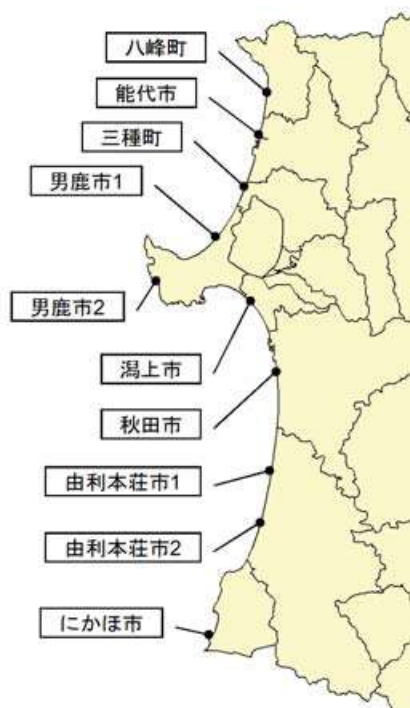 八峰町
能代市
三種町
男鹿市1
男鹿市2
潟上市
秋田市
由利本荘市1
由利本荘市2
にかほ市